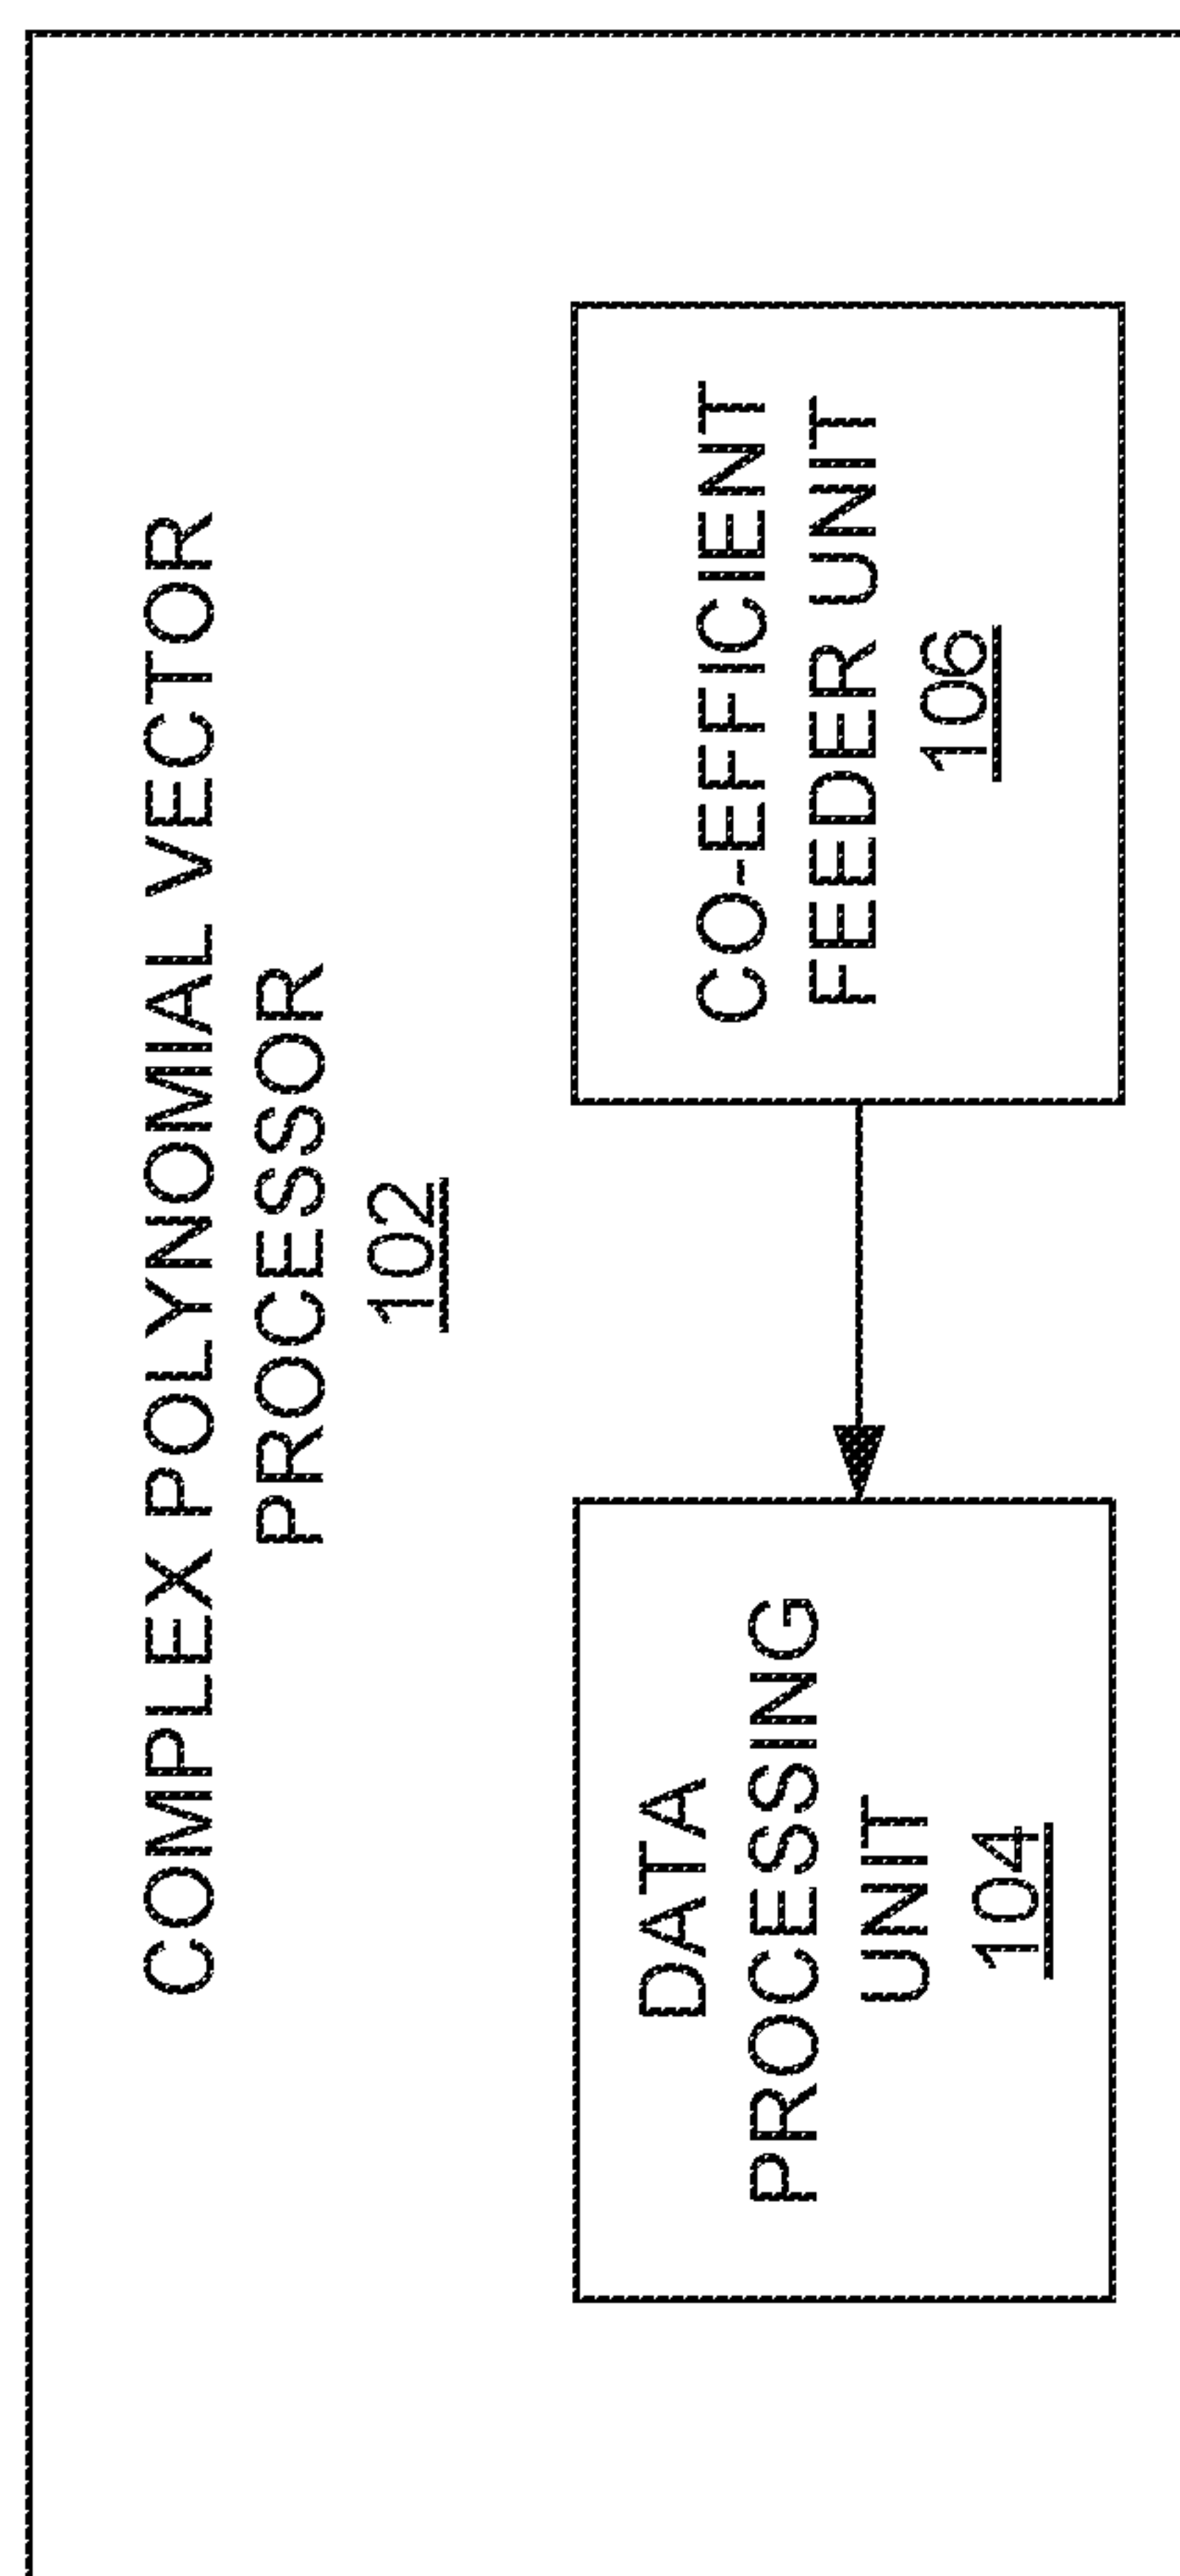 COMPLEX POLYNOMIAL VECTOR
PROCESSOR
102
DATA
PROCESSING
UNIT
104
CO-EFFICIENT
FEEDER UNIT
106